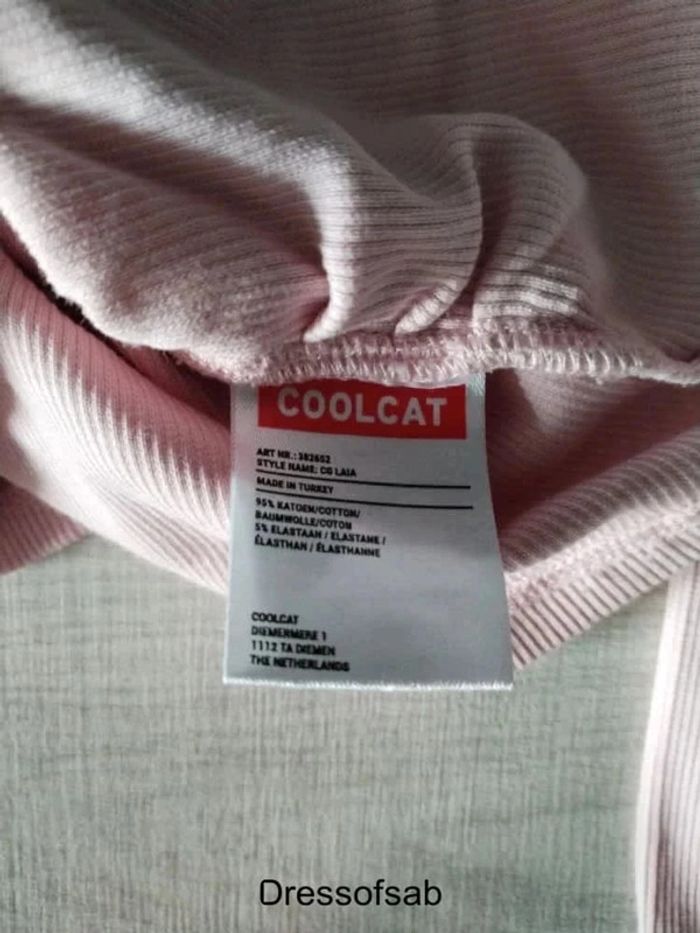 COOLCAT
ART NR.: 382652
STYLE NAME: CG LAIA
MADE IN TURKEY
95% KATOEN/COTTON/
BAUMWOLLE/COTON
5% ELASTAAN / ELASTANE /
ÉLASTHAN / ÉLASTHANNE
COOLCAT
DIEMERMERE 1
1112 TA DIEMEN
THE NETHERLANDS
Dressofsab